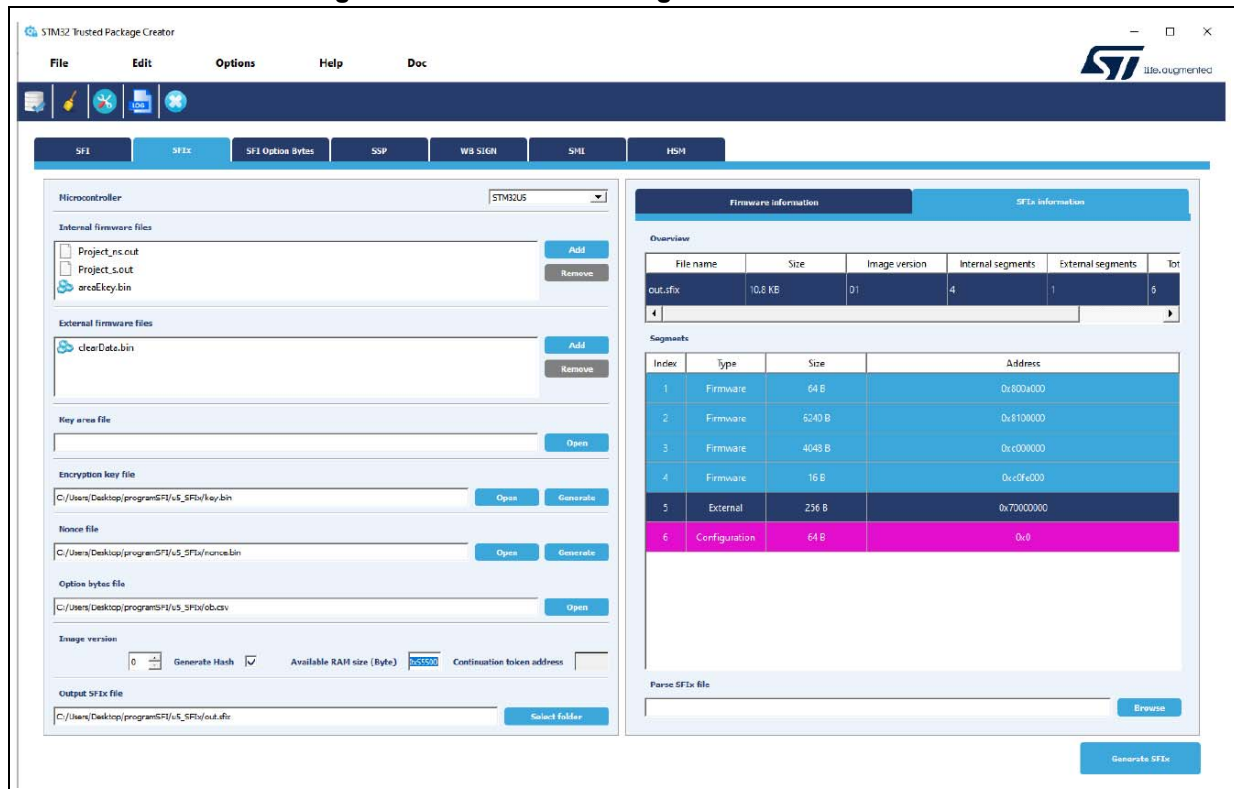 STM32 Trusted Package Creator
File Edit Options Help Doc
life.augmented
LOG
SFI SFIx SFI Option Bytes SSP WB SIGN SMI HSM
Microcontroller STM32U5
Internal firmware files
Project_ns.out
Project_s.out
areaEkey.bin
Add
Remove
External firmware files
clearData.bin
Add
Remove
Key area file
Open
Encryption key file
C:/Users/Desktop/programSFI/u5_SFIx/key.bin Open Generate
Nonce file
C:/Users/Desktop/programSFI/u5_SFIx/nonce.bin Open Generate
Option bytes file
C:/Users/Desktop/programSFI/u5_SFIx/ob.csv Open
Image version
0 Generate Hash Available RAM size (Byte) 0x55500 Continuation token address
Output SFIx file
C:/Users/Desktop/programSFI/u5_SFIx/out.sfix Select folder
Firmware information SFIx information
Overview
File name Size Image version Internal segments External segments Tot
out.sfix 10,8 KB 01 4 1 6
Segments
Index Type Size Address
1 Firmware 64 B 0x800a000
2 Firmware 6240 B 0x8100000
3 Firmware 4048 B 0xc000000
4 Firmware 16 B 0xc0fe000
5 External 256 B 0x70000000
6 Configuration 64 B 0x0
Parse SFIx file
Browse
Generate SFIx